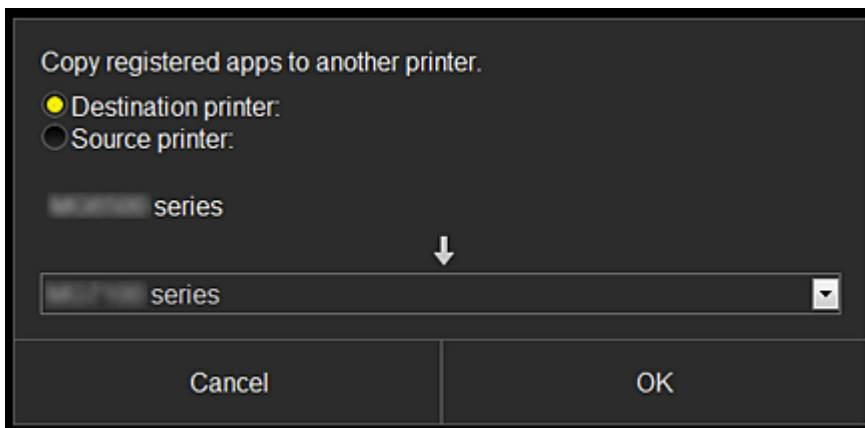 Copy registered apps to another printer.
Destination printer:
Source printer:
series
series
Cancel
OK